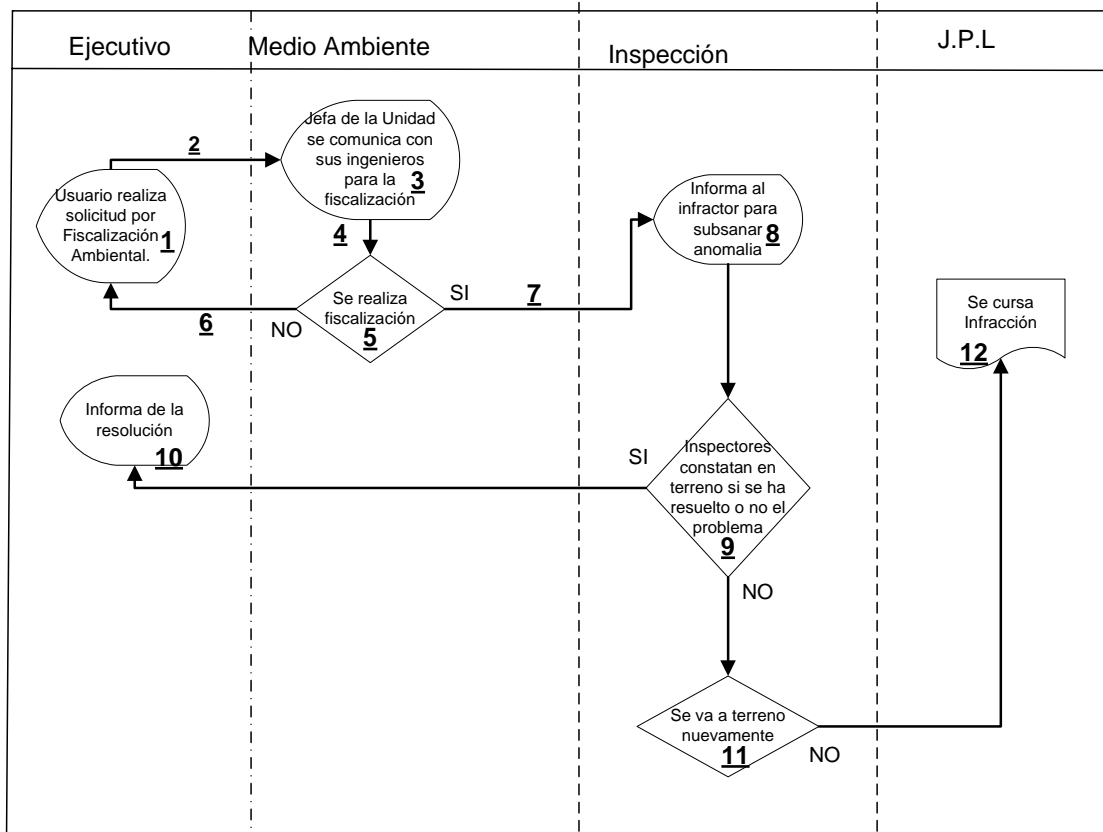 Ejecutivo
Medio Ambiente
Inspección
J.P.L
Usuario realiza
solicitud por
Fiscalización
Ambiental.
1
2
Jefa de la Unidad
se comunica con
sus ingenieros
para la
fiscalización
3
4
Se realiza
fiscalización
5
NO
6
SI
7
Informa al
infractor para
subsanar
anomalia
8
Inspectores
constatan en
terreno si se ha
resuelto o no el
problema
9
SI
Informa de la
resolución
10
NO
Se va a terreno
nuevamente
11
NO
Se cursa
Infracción
12